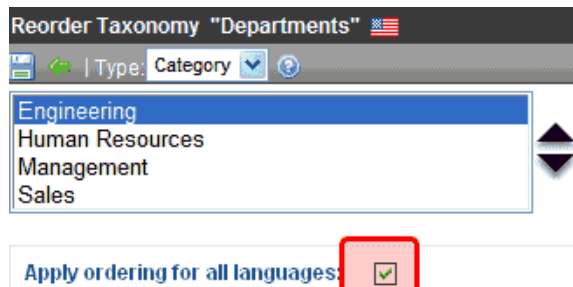 Reorder Taxonomy "Departments"
| Type: Category
Engineering
Human Resources
Management
Sales
Apply ordering for all languages: